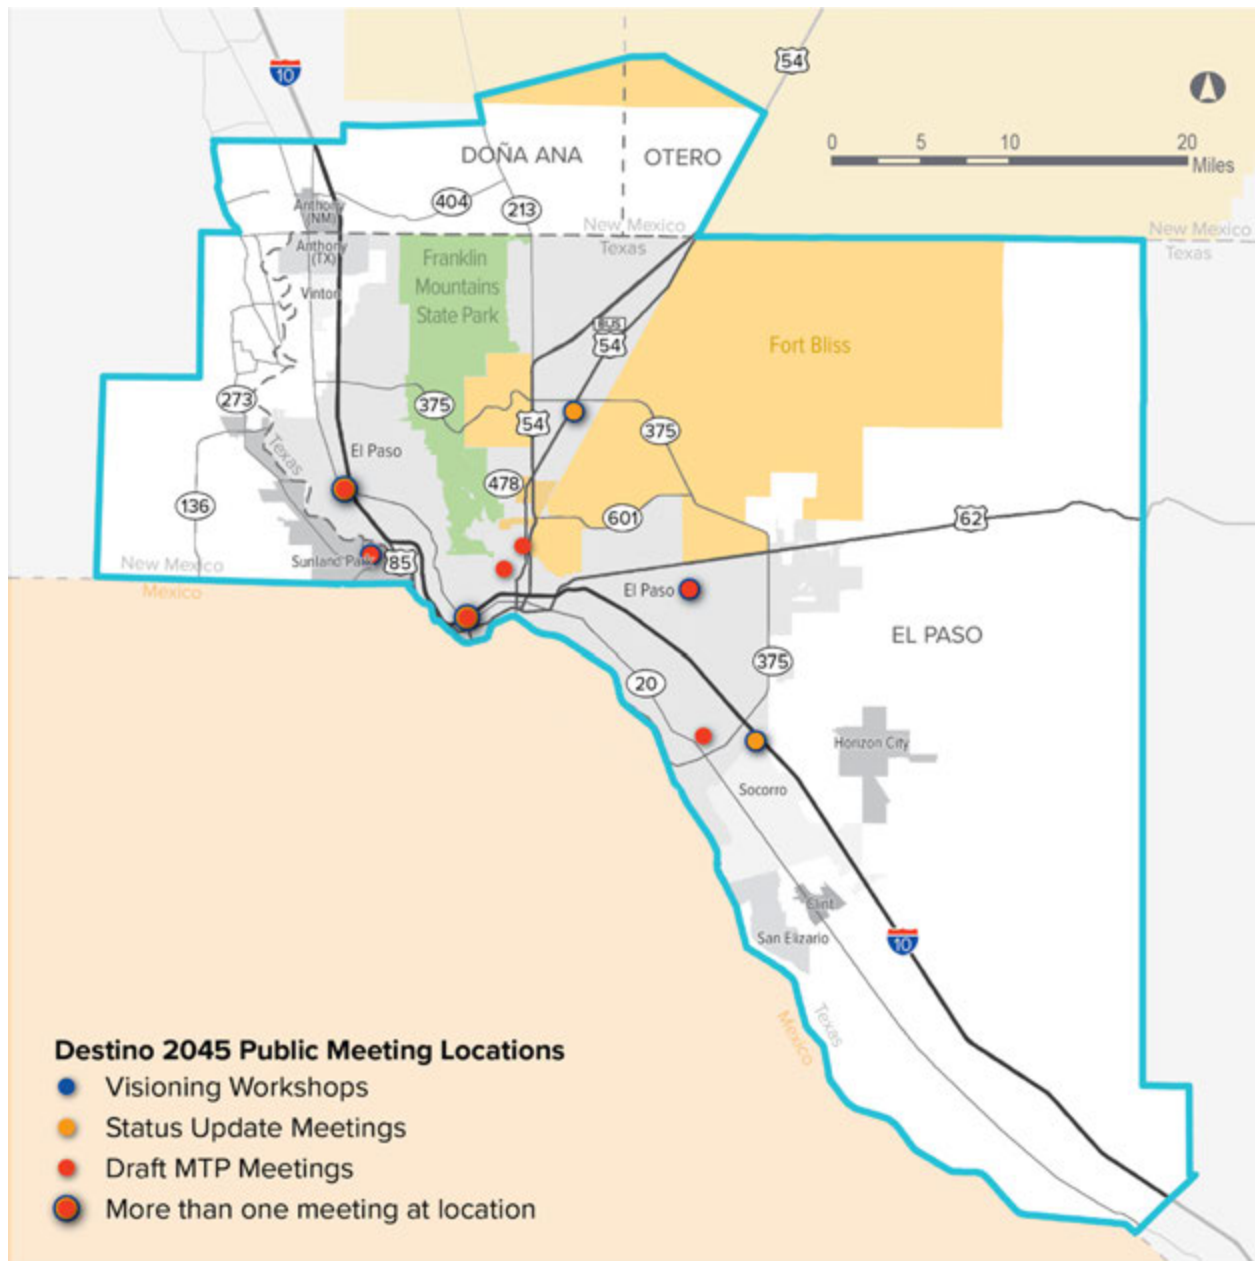 10
54
0 5 10 20
Miles
DOÑA ANA
OTERO
404
213
Anthony
(NM)
New Mexico
Texas
New Mexico
Texas
Anthony
(TX)
Vinton
Franklin
Mountains
State Park
BUS
54
Fort Bliss
273
375
54
375
Texas
El Paso
478
136
601
62
New Mexico
Mexico
Sunland Park
85
El Paso
EL PASO
375
20
Horizon City
Socorro
Clint
San Elizario
10
Texas
Mexico
Destino 2045 Public Meeting Locations
Visioning Workshops
Status Update Meetings
Draft MTP Meetings
More than one meeting at location